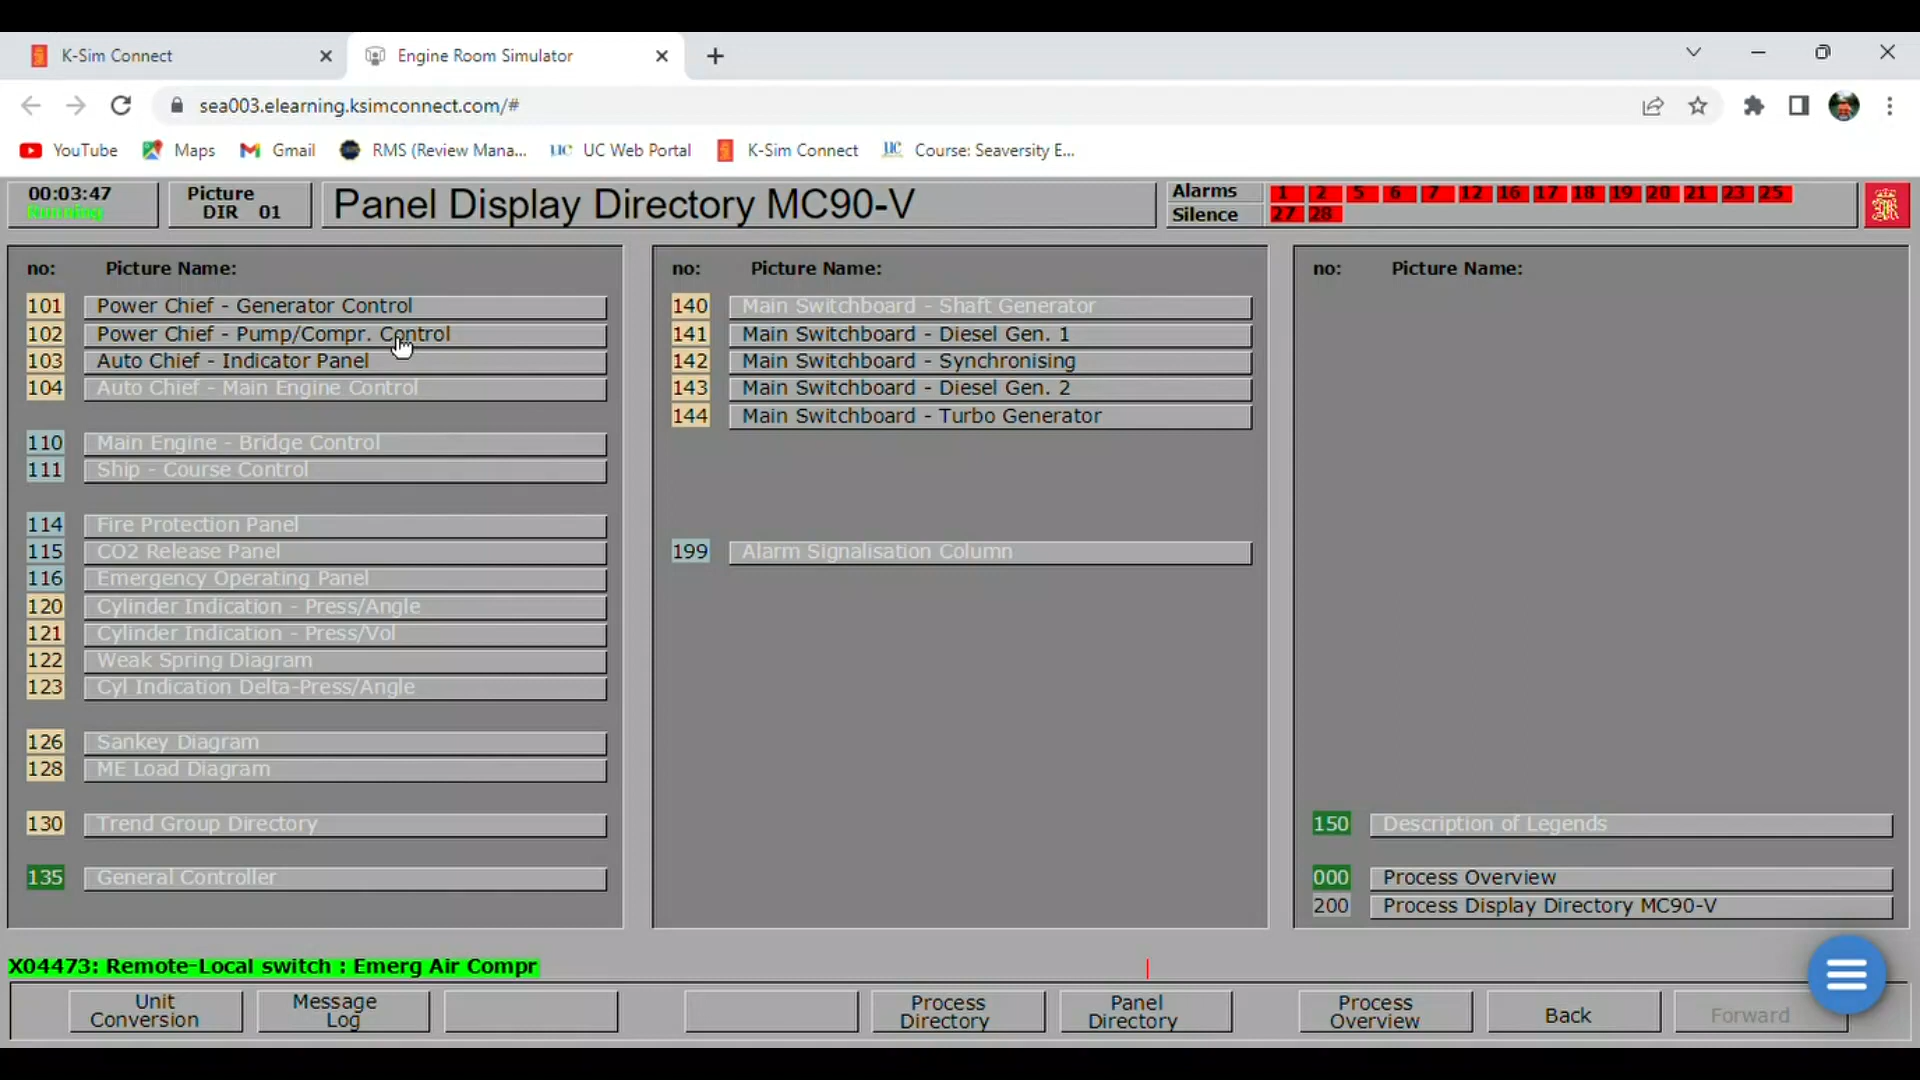 K-Sim Connect
Engine Room Simulator
sea003.elearning.ksimconnect.com/#
YouTube
Maps
Gmail
RMS (Review Mana...
UC UC Web Portal
K-Sim Connect
UC Course: Seaversity E...
00:03:47
Running
Picture
DIR 01
Panel Display Directory MC90-V
Alarms
1 2 5 6 7 12 16 17 18 19 20 21 23 25
Silence
27 28
no: Picture Name:
101 Power Chief - Generator Control
102 Power Chief - Pump/Compr. Control
103 Auto Chief - Indicator Panel
104 Auto Chief - Main Engine Control
110 Main Engine - Bridge Control
111 Ship - Course Control
114 Fire Protection Panel
115 CO2 Release Panel
116 Emergency Operating Panel
120 Cylinder Indication - Press/Angle
121 Cylinder Indication - Press/Vol
122 Weak Spring Diagram
123 Cyl Indication Delta-Press/Angle
126 Sankey Diagram
128 ME Load Diagram
130 Trend Group Directory
135 General Controller
no: Picture Name:
140 Main Switchboard - Shaft Generator
141 Main Switchboard - Diesel Gen. 1
142 Main Switchboard - Synchronising
143 Main Switchboard - Diesel Gen. 2
144 Main Switchboard - Turbo Generator
199 Alarm Signalisation Column
no: Picture Name:
150 Description of Legends
000 Process Overview
200 Process Display Directory MC90-V
X04473: Remote-Local switch : Emerg Air Compr
Unit
Conversion
Message
Log
Process
Directory
Panel
Directory
Process
Overview
Back
Forward